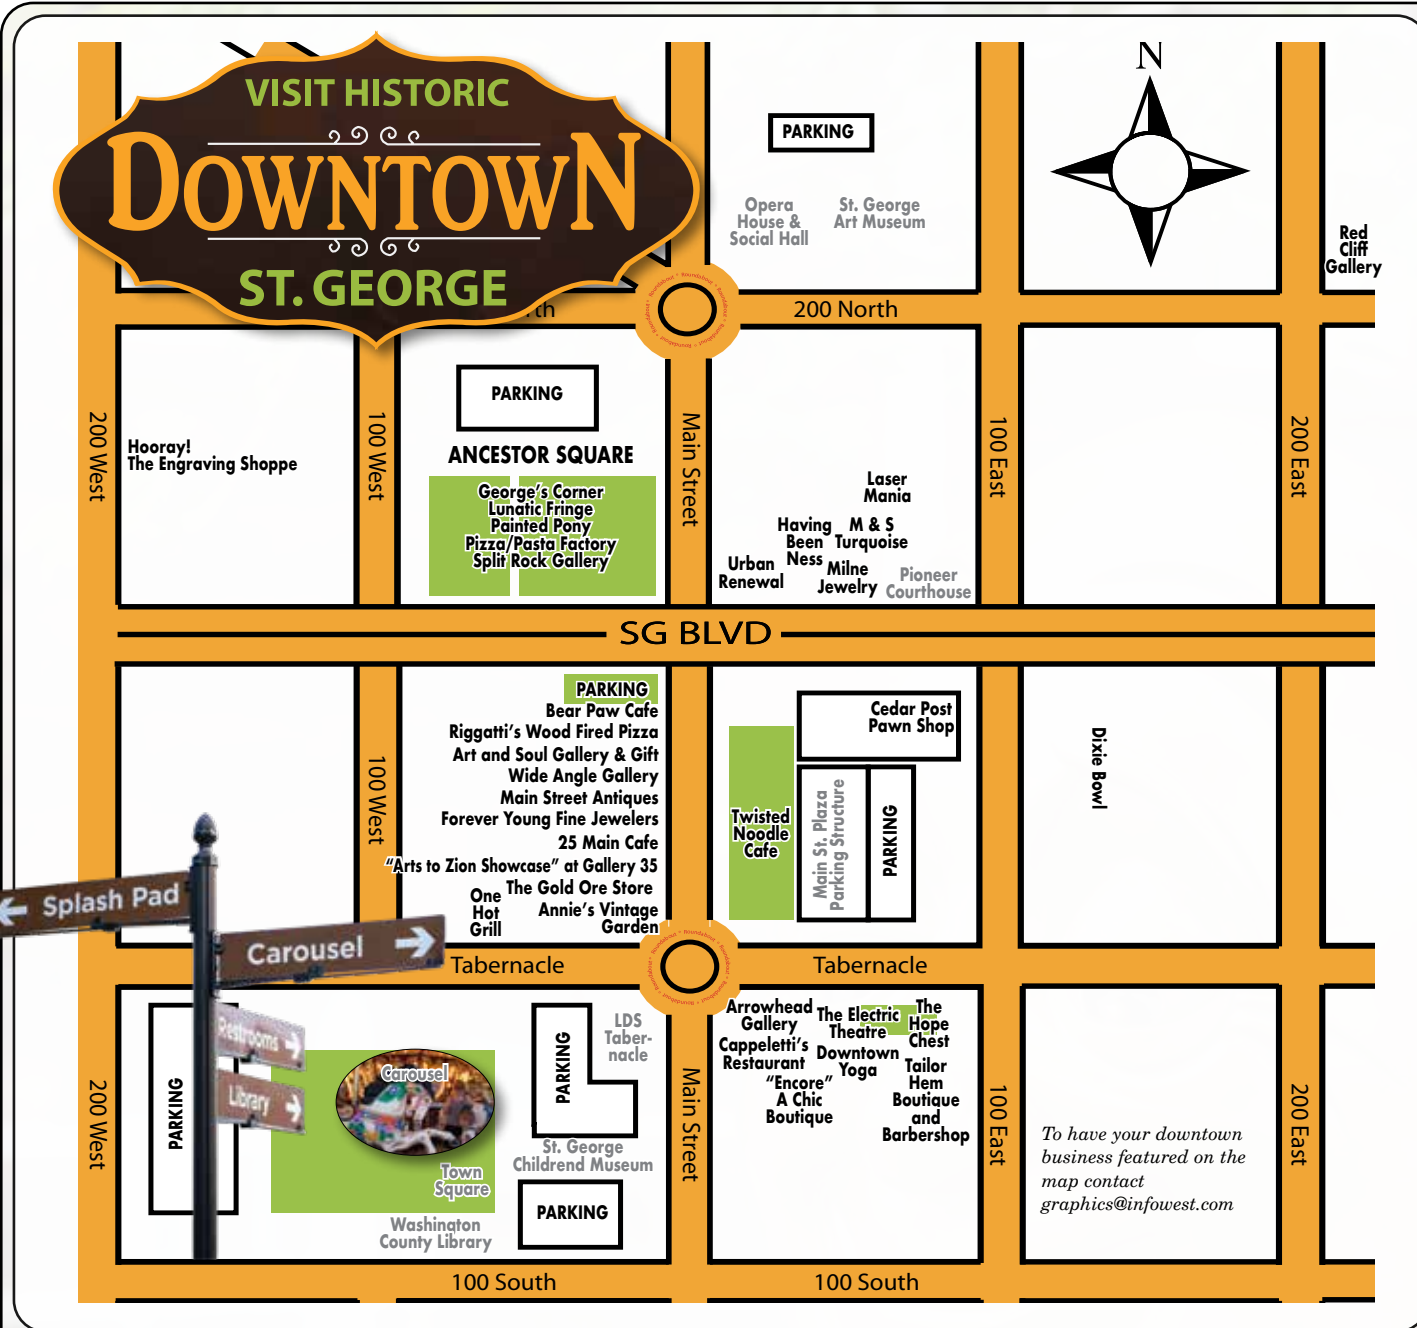 VISIT HISTORIC
DOWNTOWN
ST. GEORGE
N
PARKING
Opera
House &
Social Hall
St. George
Art Museum
Red
Cliff
Gallery
200 North
200 West
100 West
Main Street
100 East
200 East
Hooray!
The Engraving Shoppe
PARKING
ANCESTOR SQUARE
George's Corner
Lunatic Fringe
Painted Pony
Pizza/Pasta Factory
Split Rock Gallery
Laser
Mania
Having
Been
Ness
M & S
Turquoise
Urban
Renewal
Milne
Jewelry
Pioneer
Courthouse
SG BLVD
PARKING
Bear Paw Cafe
Riggatti's Wood Fired Pizza
Art and Soul Gallery & Gift
Wide Angle Gallery
Main Street Antiques
Forever Young Fine Jewelers
25 Main Cafe
"Arts to Zion Showcase" at Gallery 35
The Gold Ore Store
One
Hot
Grill
Annie's Vintage
Garden
100 West
Cedar Post
Pawn Shop
Twisted
Noodle
Cafe
Main St. Plaza
Parking Structure
PARKING
Dixie Bowl
Splash Pad
Carousel
Restrooms
Library
Tabernacle
Tabernacle
200 West
PARKING
Carousel
Town
Square
Washington
County Library
PARKING
LDS
Taber-
nacle
St. George
Childrend Museum
PARKING
Main Street
Arrowhead
Gallery
Cappeletti's
Restaurant
"Encore"
A Chic
Boutique
The Electric
Theatre
Downtown
Yoga
The
Hope
Chest
Tailor
Hem
Boutique
and
Barbershop
100 East
To have your downtown
business featured on the
map contact
graphics@infowest.com
200 East
100 South
100 South